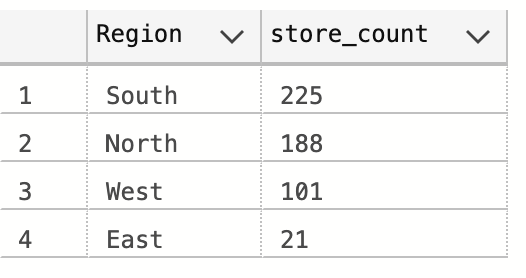 Region store_count
1 South 225
2 North 188
3 West 101
4 East 21